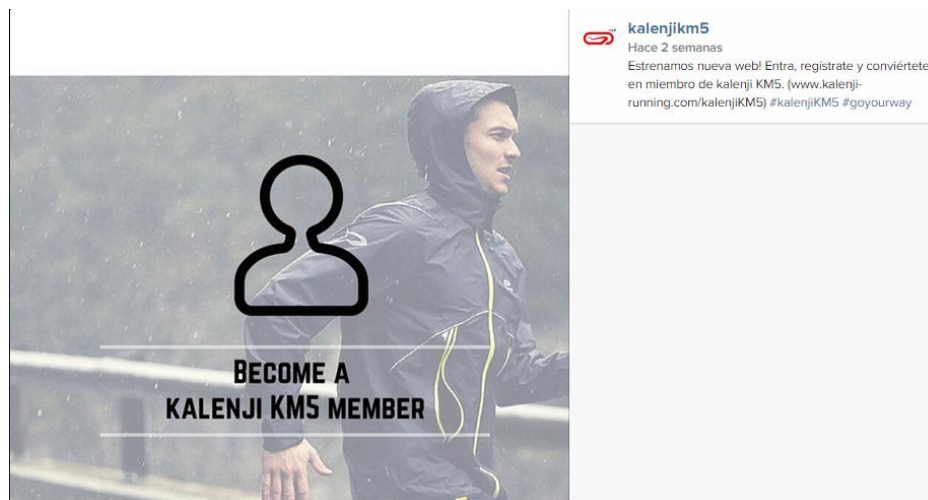 BECOME A
KALENJI KM5 MEMBER
kalenjikm5
Hace 2 semanas
Estrenamos nueva web! Entra, regístrate y conviértete
en miembro de kalenji KM5. (www.kalenji-
running.com/kalenjiKM5) #kalenjiKM5 #goyourway